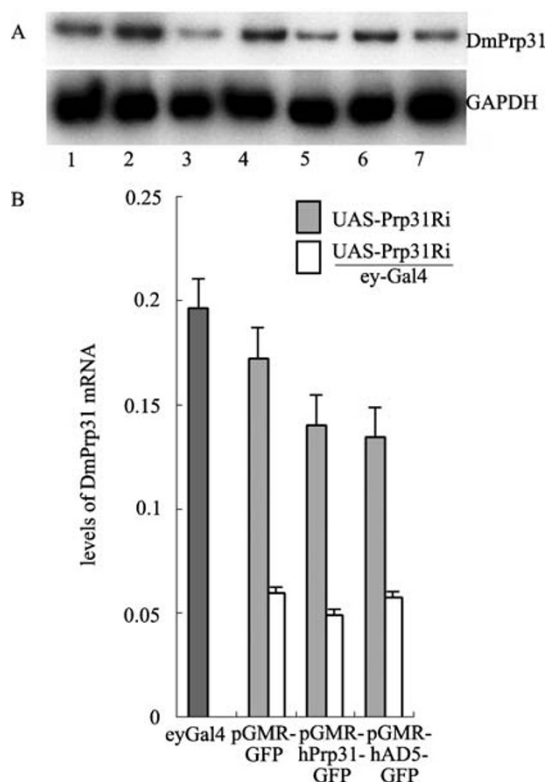 A
DmPrp31
GAPDH
1 2 3 4 5 6 7
B
0.25
0.2
0.15
0.1
0.05
0
levels of DmPrp31 mRNA
UAS-Prp31Ri
UAS-Prp31Ri
ey-Gal4
eyGal4 pGMR- pGMR- pGMR-
GFP hPrp31- hAD5-
GFP GFP